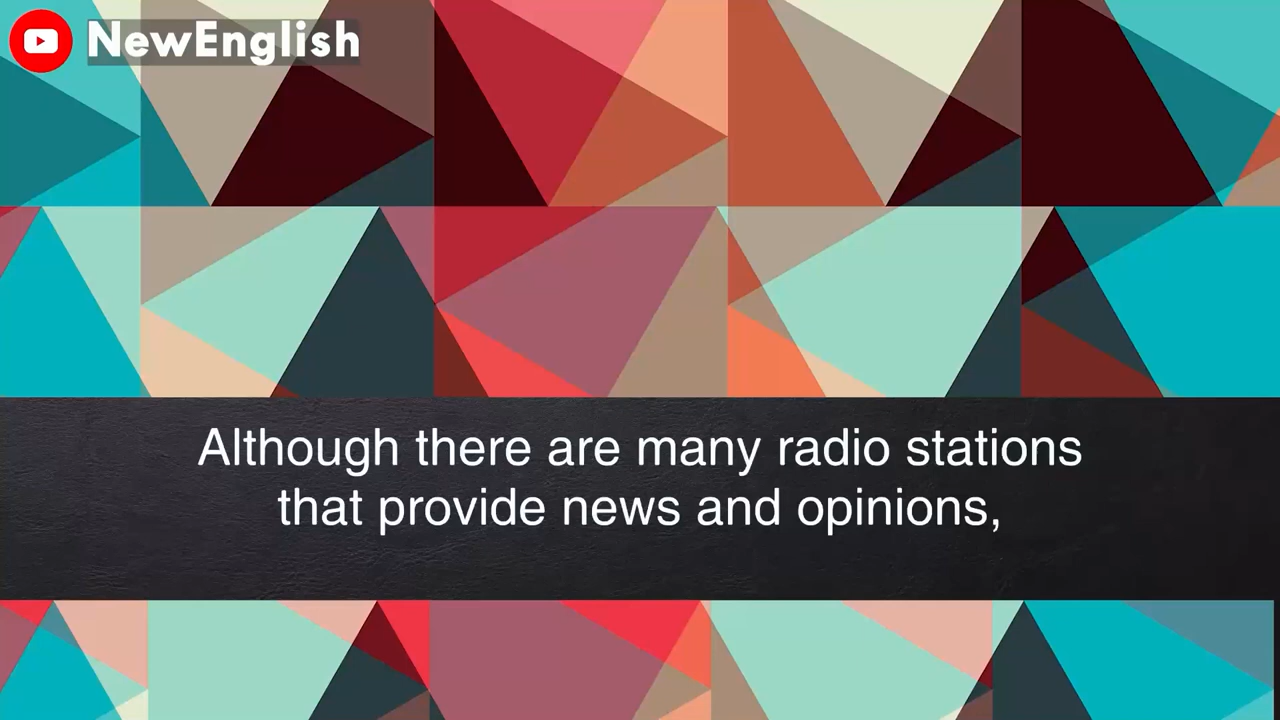 NewEnglish
Although there are many radio stations
that provide news and opinions,